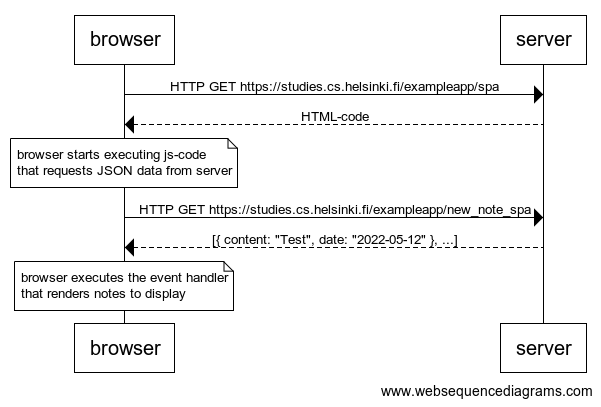 browser
server
HTTP GET https://studies.cs.helsinki.fi/exampleapp/spa
HTML-code
browser starts executing js-code
that requests JSON data from server
HTTP GET https://studies.cs.helsinki.fi/exampleapp/new_note_spa
[{ content: "Test", date: "2022-05-12" }, ...]
browser executes the event handler
that renders notes to display
browser
server
www.websequencediagrams.com